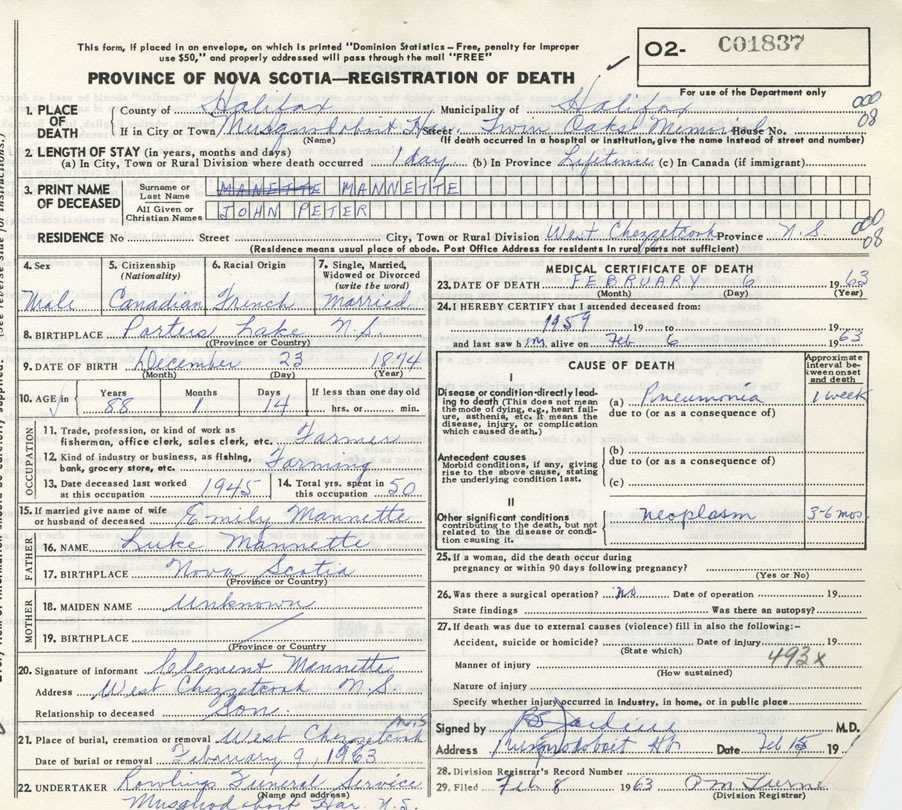 This form, if placed in an envelope, on which is printed "Dominion Statistics - Free, penalty for improper
use $50," and properly addressed will pass through the mail "FREE"
O2- C01837
PROVINCE OF NOVA SCOTIA—REGISTRATION OF DEATH
For use of the Department only
1. PLACE OF DEATH County of Halifax Municipality of Halifax 000 08
If in City or Town Musquodoboit Hr. Street Twin Oaks Memorial House No.
(Name) (If death occurred in a hospital or institution, give the name instead of street and number)
2. LENGTH OF STAY (in years, months and days)
(a) In City, Town or Rural Division where death occurred 1 day (b) In Province Lifetime (c) In Canada (if immigrant)
3. PRINT NAME OF DECEASED Surname or Last Name MANETTE MANNETTE
All Given or Christian Names JOHN PETER
RESIDENCE No Street City, Town or Rural Division West Chezzetcook Province N.S. 000 08
(Residence means usual place of abode. Post Office Address for residents in rural parts not sufficient)
4. Sex 5. Citizenship (Nationality) 6. Racial Origin 7. Single, Married, Widowed or Divorced (write the word)
Male Canadian French Married
8. BIRTHPLACE Porters Lake N.S.
(Province or Country)
9. DATE OF BIRTH December 23 1874
(Month) (Day) (Year)
10. AGE in Years Months Days If less than one day old
88 1 14 hrs. or min.
OCCUPATION
11. Trade, profession, or kind of work as fisherman, office clerk, sales clerk, etc. Farmer
12. Kind of industry or business, as fishing, bank, grocery store, etc. Farming
13. Date deceased last worked at this occupation 1945 14. Total yrs. spent in this occupation 50
15. If married give name of wife or husband of deceased Emily Mannette
FATHER
16. NAME Luke Mannette
17. BIRTHPLACE Nova Scotia
(Province or Country)
MOTHER
18. MAIDEN NAME Unknown
19. BIRTHPLACE
(Province or Country
20. Signature of informant Clement Mannette
Address West Chezzetcook N.S.
Relationship to deceased Son
21. Place of burial, cremation or removal West Chezzetcook N.S.
Date of burial or removal February 9, 1963
22. UNDERTAKER Rowlings Funeral Service
(Name and address)
Musquodoboit Har. N.S.
MEDICAL CERTIFICATE OF DEATH
23. DATE OF DEATH FEBRUARY 6 1963
(Month) (Day) (Year)
24. I HEREBY CERTIFY that I attended deceased from:
1959 19 to 19
and last saw him alive on Feb 6 1963
CAUSE OF DEATH Approximate interval between onset and death
I
Disease or condition directly leading to death (This does not mean the mode of dying, e.g., heart failure, asthenia, etc. It means the disease, injury, or complication which caused death.)
(a) Pneumonia 1 week
due to (or as a consequence of)
Antecedent causes
Morbid conditions, if any, giving rise to the above cause, stating the underlying condition last.
(b)
due to (or as a consequence of)
(c)
II
Other significant conditions contributing to the death, but not related to the disease or condition causing it.
neoplasm 3-6 mos
25. If a woman, did the death occur during
pregnancy or within 90 days following pregnancy?
(Yes or No)
26. Was there a surgical operation? No Date of operation 19
State findings Was there an autopsy?
27. If death was due to external causes (violence) fill in also the following:-
Accident, suicide or homicide? Date of injury 19
(State which)
Manner of injury 493x
(How sustained)
Nature of injury
Specify whether injury occurred in Industry, in home, or in public place
Signed by M.D.
Address Musquodoboit Hb. Date Feb 19
28. Division Registrar's Record Number
29. Filed Feb 8 1963
(Division Registrar)